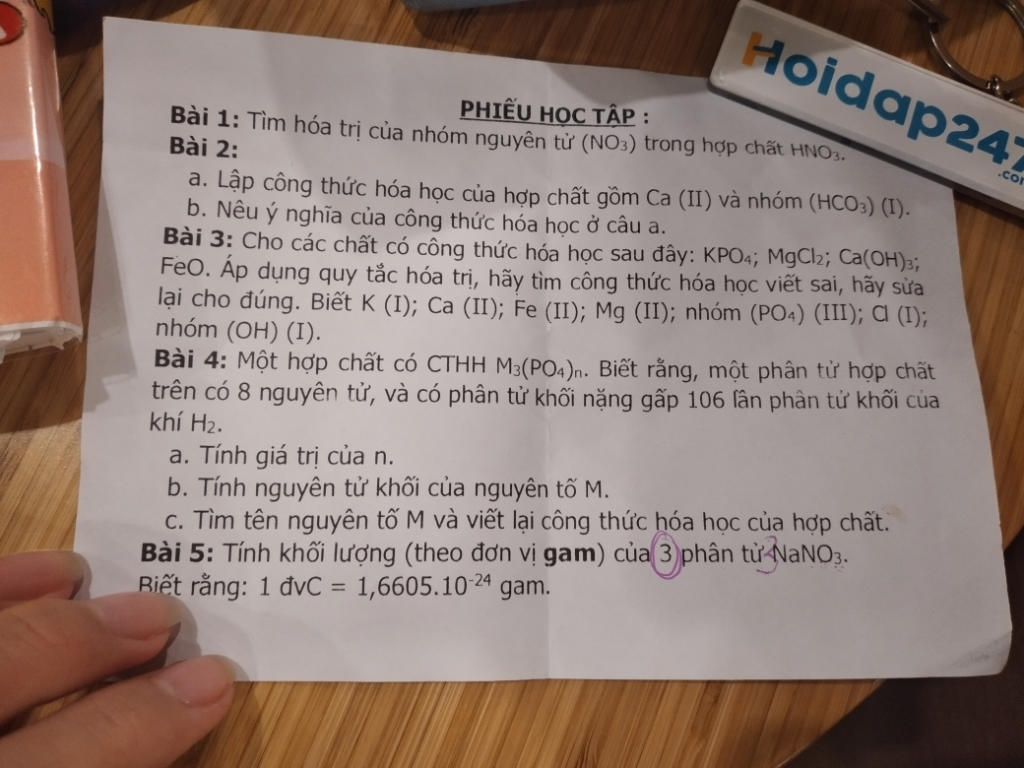 Hoidap247
.com
PHIẾU HỌC TẬP :
Bài 1: Tìm hóa trị của nhóm nguyên tử (NO₃) trong hợp chất HNO₃.
Bài 2:
a. Lập công thức hóa học của hợp chất gồm Ca (II) và nhóm (HCO₃) (I).
b. Nêu ý nghĩa của công thức hóa học ở câu a.
Bài 3: Cho các chất có công thức hóa học sau đây: KPO₄; MgCl₂; Ca(OH)₃;
FeO. Áp dụng quy tắc hóa trị, hãy tìm công thức hóa học viết sai, hãy sửa
lại cho đúng. Biết K (I); Ca (II); Fe (II); Mg (II); nhóm (PO₄) (III); Cl (I);
nhóm (OH) (I).
Bài 4: Một hợp chất có CTHH M₃(PO₄)ₙ. Biết rằng, một phân tử hợp chất
trên có 8 nguyên tử, và có phân tử khối nặng gấp 106 lần phân tử khối của
khí H₂.
a. Tính giá trị của n.
b. Tính nguyên tử khối của nguyên tố M.
c. Tìm tên nguyên tố M và viết lại công thức hóa học của hợp chất.
Bài 5: Tính khối lượng (theo đơn vị gam) của 3 phân tử 3 NaNO₃.
Biết rằng: 1 đvC = 1,6605.10⁻²⁴ gam.